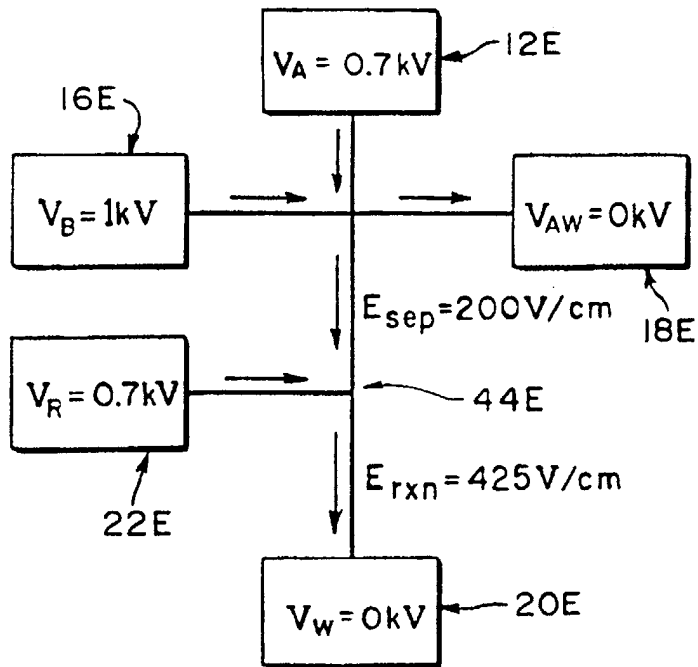 12E
V_A = 0.7kV
16E
V_B = 1kV
V_AW = 0kV
18E
E_sep = 200V/cm
V_R = 0.7kV
44E
22E
E_rxn = 425V/cm
V_W = 0kV
20E